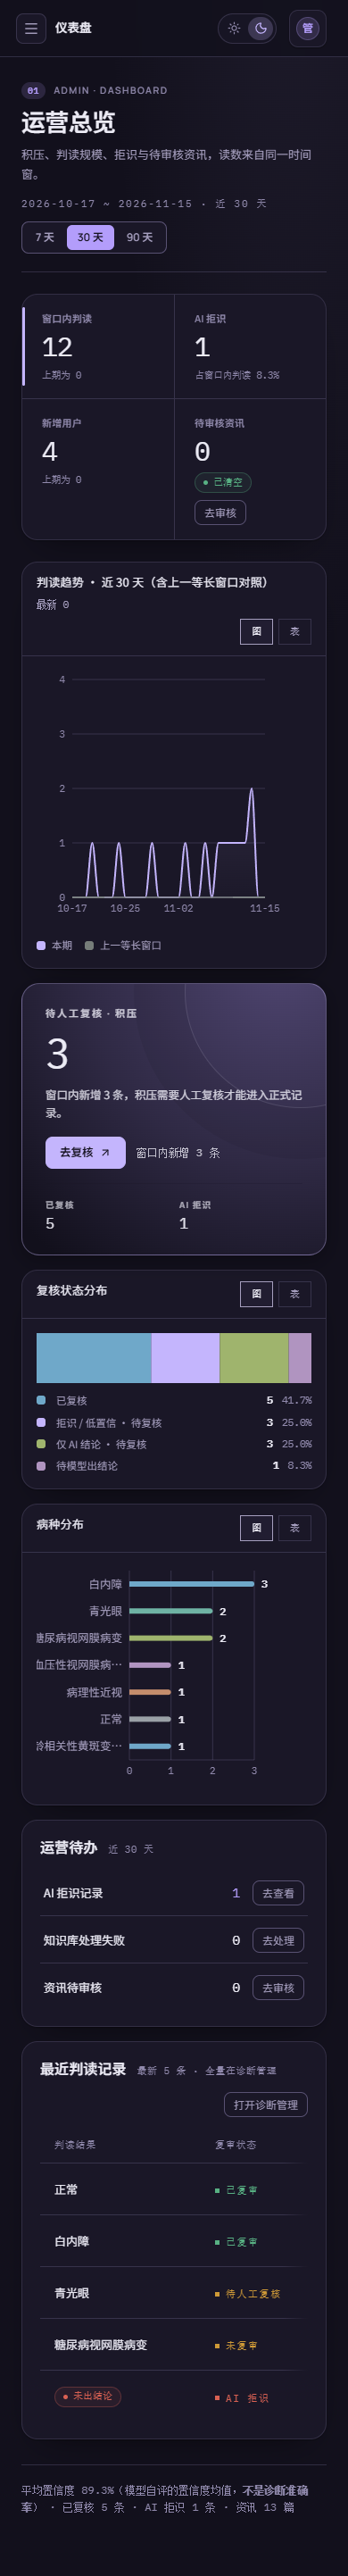 仪表盘
管
01 ADMIN · DASHBOARD
运营总览
积压、判读规模、拒识与待审核资讯，读数来自同一时间
窗。
2026-10-17 ~ 2026-11-15 · 近 30 天
7 天 30 天 90 天
窗口内判读
12
上期为 0
AI 拒识
1
占窗口内判读 8.3%
新增用户
4
上期为 0
待审核资讯
0
已清空
去审核
判读趋势 · 近 30 天（含上一等长窗口对照）
最新 0
图 表
4
3
2
1
0
10-17 10-25 11-02 11-15
本期 上一等长窗口
待人工复核 · 积压
3
窗口内新增 3 条，积压需要人工复核才能进入正式记
录。
去复核 窗口内新增 3 条
已复核 AI 拒识
5 1
复核状态分布
图 表
已复核 5 41.7%
拒识 / 低置信 · 待复核 3 25.0%
仅 AI 结论 · 待复核 3 25.0%
待模型出结论 1 8.3%
病种分布
图 表
白内障 3
青光眼 2
糖尿病视网膜病变 2
血压性视网膜病… 1
病理性近视 1
正常 1
龄相关性黄斑变… 1
0 1 2 3
运营待办 近 30 天
AI 拒识记录 1 去查看
知识库处理失败 0 去处理
资讯待审核 0 去审核
最近判读记录 最新 5 条 · 全量在诊断管理
打开诊断管理
判读结果 复审状态
正常 已复审
白内障 已复审
青光眼 待人工复核
糖尿病视网膜病变 未复审
未出结论 AI 拒识
平均置信度 89.3%（模型自评的置信度均值，不是诊断准确
率） · 已复核 5 条 · AI 拒识 1 条 · 资讯 13 篇